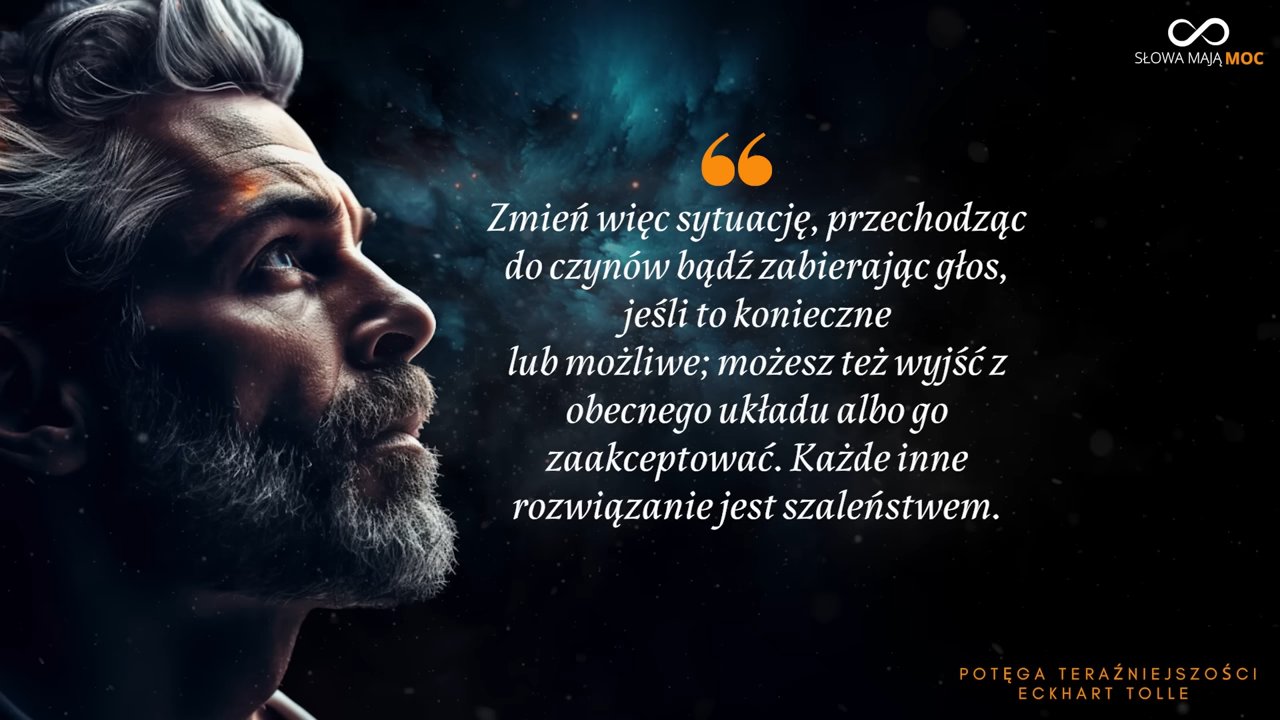 SŁOWA MAJĄ MOC
Zmień więc sytuację, przechodząc
do czynów bądź zabierając głos,
jeśli to konieczne
lub możliwe; możesz też wyjść z
obecnego układu albo go
zaakceptować. Każde inne
rozwiązanie jest szaleństwem.
POTĘGA TERAŹNIEJSZOŚCI
ECKHART TOLLE